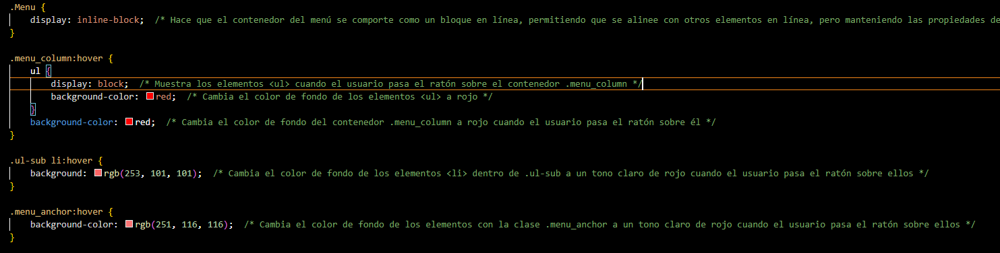 .Menu {
display: inline-block; /* Hace que el contenedor del menú se comporte como un bloque en línea, permitiendo que se alinee con otros elementos en línea, pero manteniendo las propiedades de
}
.menu_column:hover {
ul {
display: block; /* Muestra los elementos <ul> cuando el usuario pasa el ratón sobre el contenedor .menu_column */
background-color: red; /* Cambia el color de fondo de los elementos <ul> a rojo */
}
background-color: red; /* Cambia el color de fondo del contenedor .menu_column a rojo cuando el usuario pasa el ratón sobre él */
}
.ul-sub li:hover {
background: rgb(253, 101, 101); /* Cambia el color de fondo de los elementos <li> dentro de .ul-sub a un tono claro de rojo cuando el usuario pasa el ratón sobre ellos */
}
.menu_anchor:hover {
background-color: rgb(251, 116, 116); /* Cambia el color de fondo de los elementos con la clase .menu_anchor a un tono claro de rojo cuando el usuario pasa el ratón sobre ellos */
}